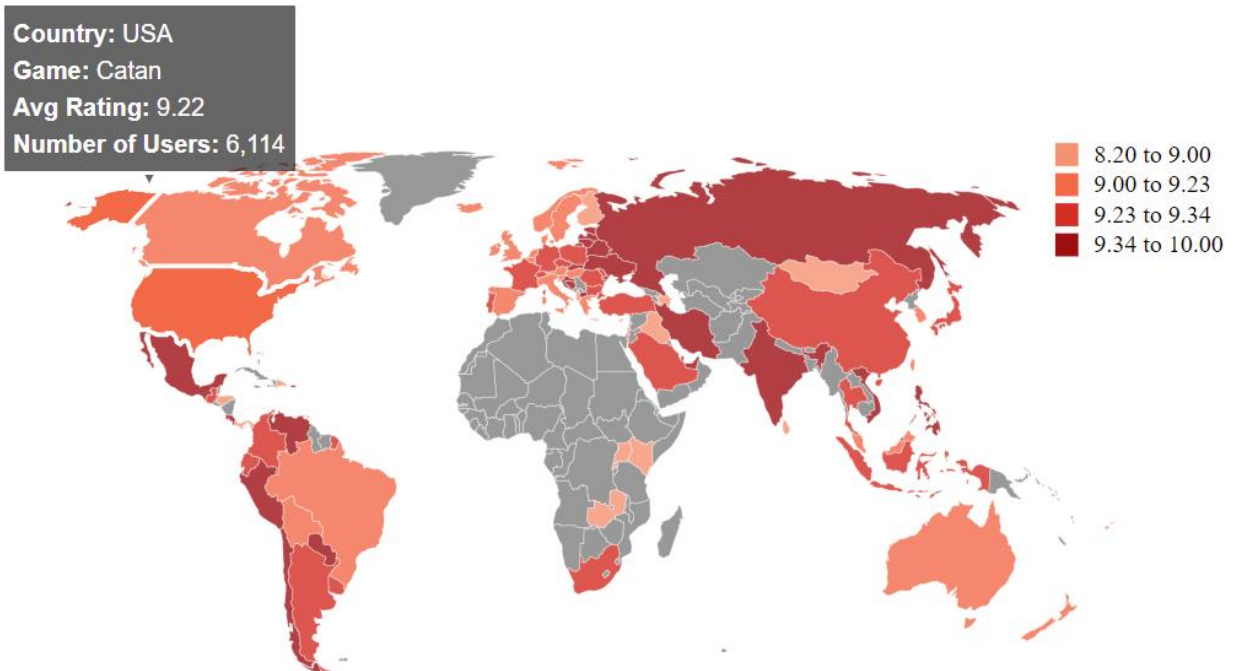 Country: USA
Game: Catan
Avg Rating: 9.22
Number of Users: 6,114
8.20 to 9.00
9.00 to 9.23
9.23 to 9.34
9.34 to 10.00